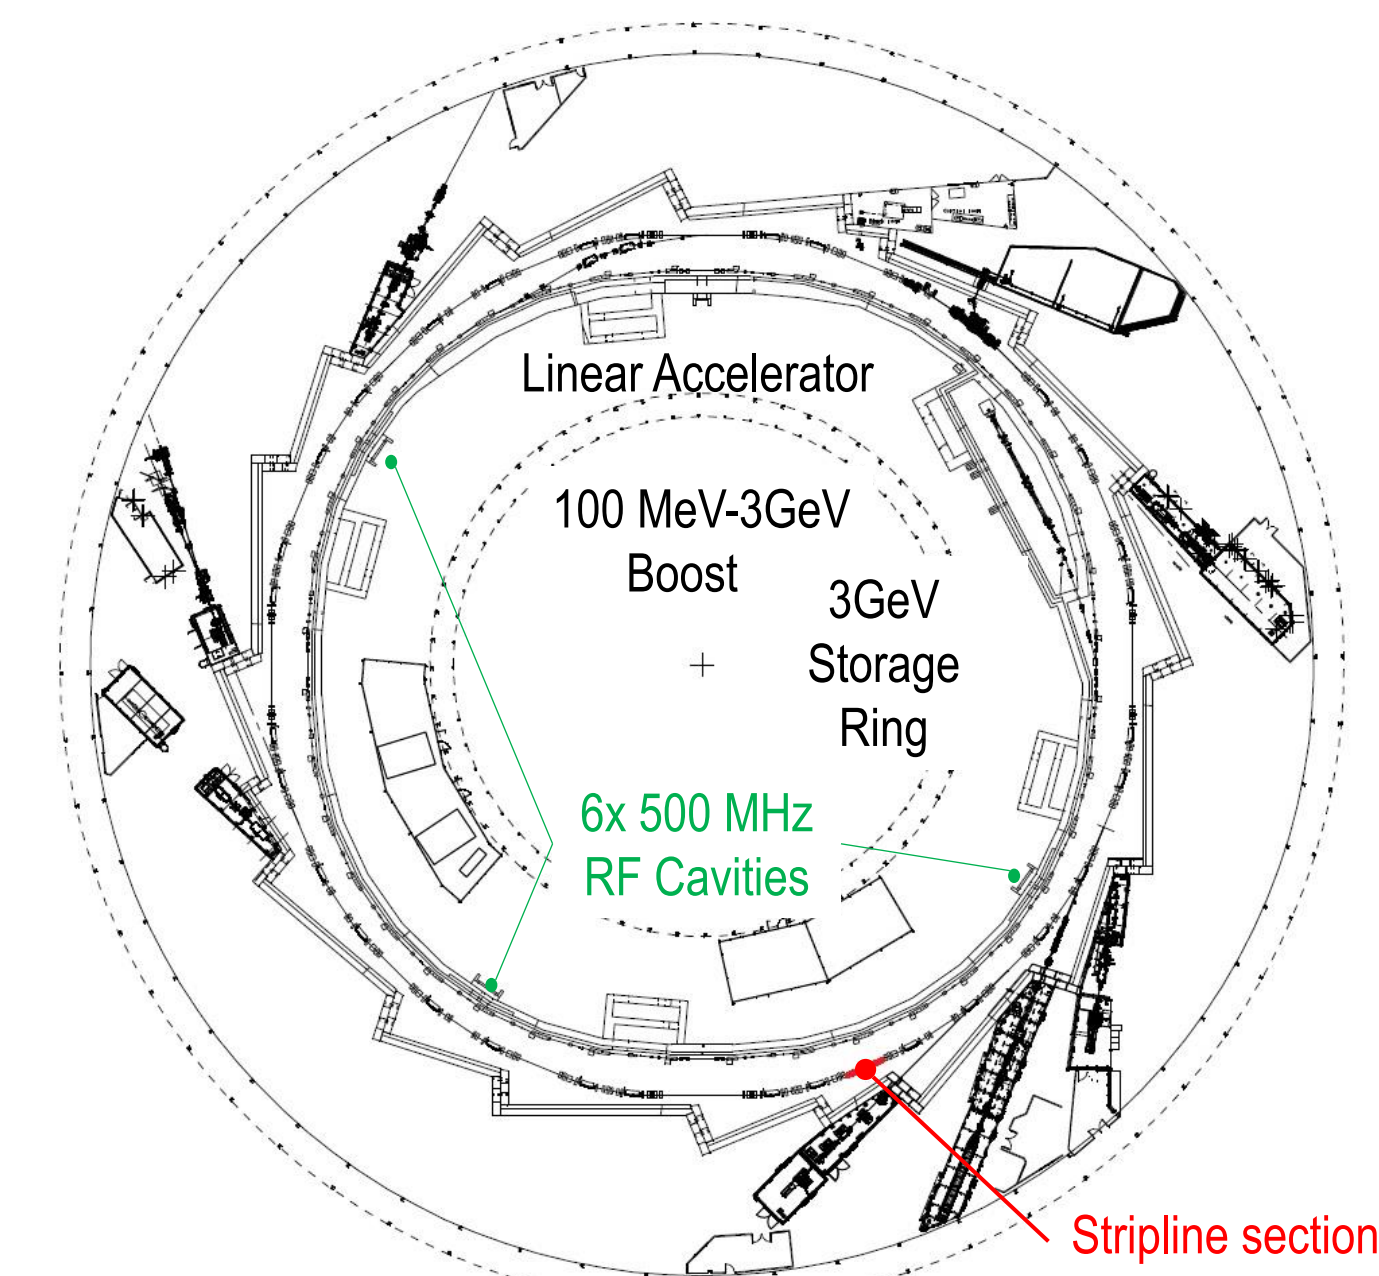 Linear Accelerator
100 MeV-3GeV
Boost
3GeV
Storage
Ring
6x 500 MHz
RF Cavities
Stripline section